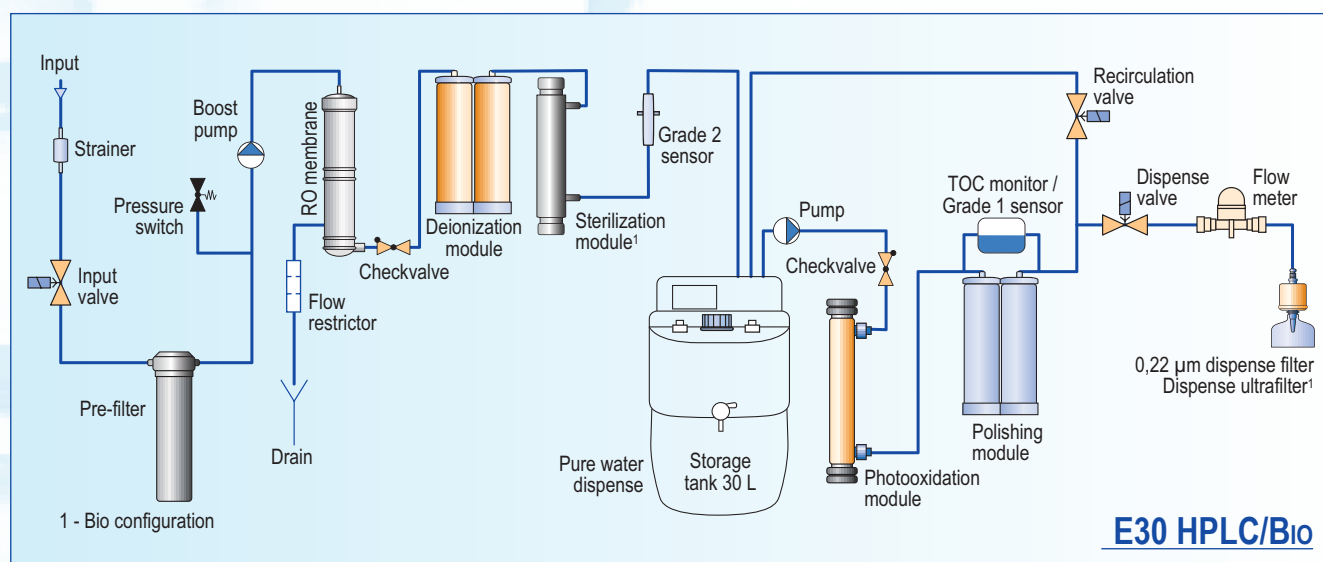 Input
Strainer
Input
valve
Pre-filter
1 - Bio configuration
Pressure
switch
Boost
pump
RO membrane
Flow
restrictor
Drain
Checkvalve
Deionization
module
Sterilization
module¹
Grade 2
sensor
Pure water
dispense
Storage
tank 30 L
Pump
Checkvalve
Photooxidation
module
TOC monitor /
Grade 1 sensor
Polishing
module
Recirculation
valve
Dispense
valve
Flow
meter
0,22 µm dispense filter
Dispense ultrafilter¹
E30 HPLC/BIO